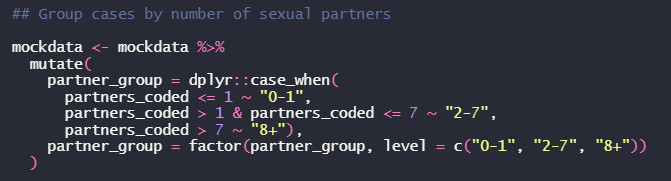 ## Group cases by number of sexual partners
mockdata <- mockdata %>%
mutate(
partner_group = dplyr::case_when(
partners_coded <= 1 ~ "0-1",
partners_coded > 1 & partners_coded <= 7 ~ "2-7",
partners_coded > 7 ~ "8+"),
partner_group = factor(partner_group, level = c("0-1", "2-7", "8+"))
)